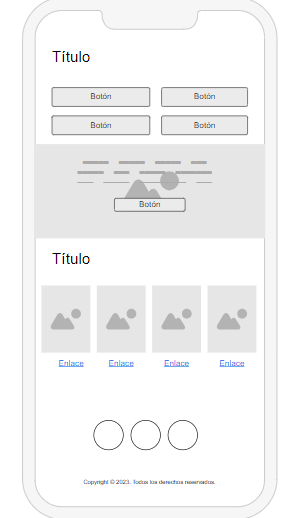 Título
Botón Botón
Botón Botón
Botón
Título
Enlace Enlace Enlace Enlace
Copyright © 2023. Todos los derechos reservados.